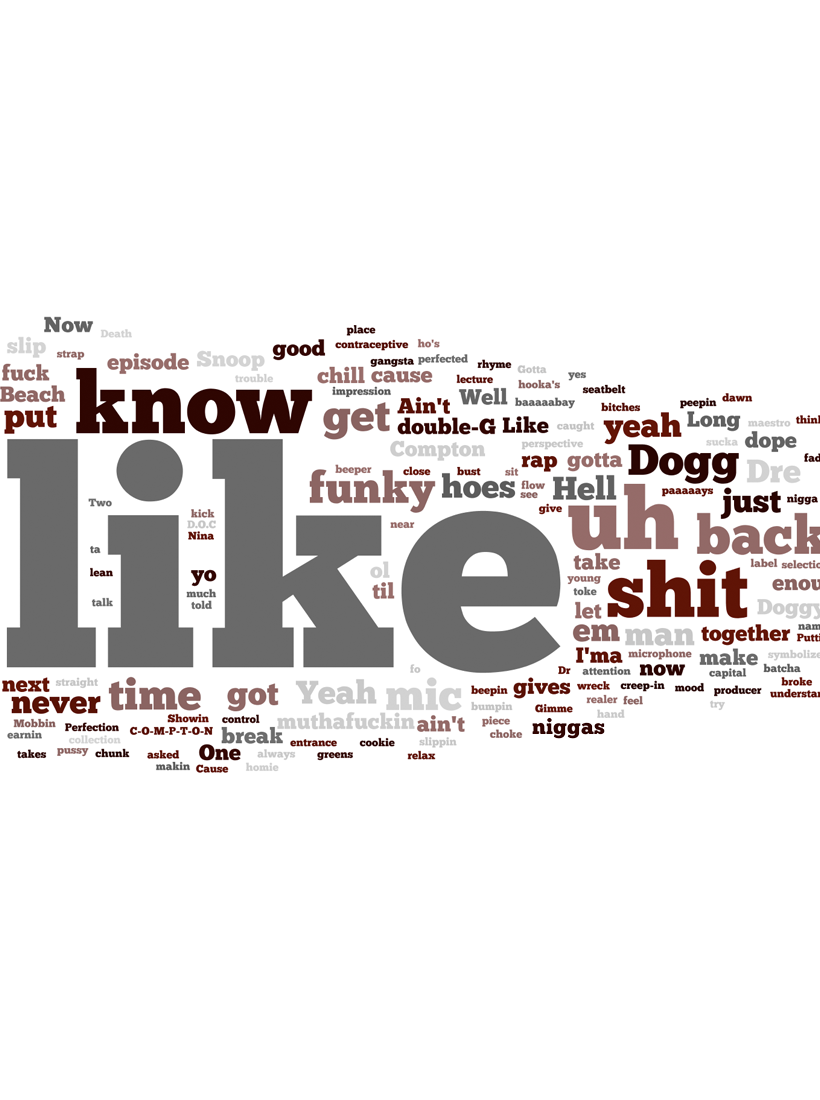 Now
Death
place
slip
strap
episode
Snoop
good
contraceptive
ho's
gangsta
perfected
rhyme
fuck
trouble
chill
cause
lecture
Gotta
yes
hooka's
seatbelt
Beach
impression
Well
baaaaabay
bitches
peepin
dawn
put
know
get
Ain't
double-G
Like
caught
yeah
Long
maestro
think
Compton
perspective
sucka
dope
rap
gotta
Dogg
Dre
fad
beeper
close
bust
sit
funky
hoes
flow
see
Hell
paaaaays
just
nigga
like
Two
kick
D.O.C
Nina
near
give
uh
back
ta
lean
yo
ol
til
take
label
selectio
young
toke
shit
enou
talk
much
told
let
Doggy
em
man
together
nam
Putti
fo
I'ma
microphone
make
symbolize
Dr
attention
now
capital
batcha
next
straight
never
time
got
Yeah
mic
beepin
gives
wreck
creep-in
mood
producer
broke
understan
bumpin
Gimme
realer
feel
try
hand
Mobbin
earnin
Perfection
Showin
C-O-M-P-T-O-N
control
break
muthafuckin
ain't
piece
choke
niggas
collection
entrance
cookie
slippin
takes
pussy
chunk
asked
One
always
greens
relax
makin
Cause
homie